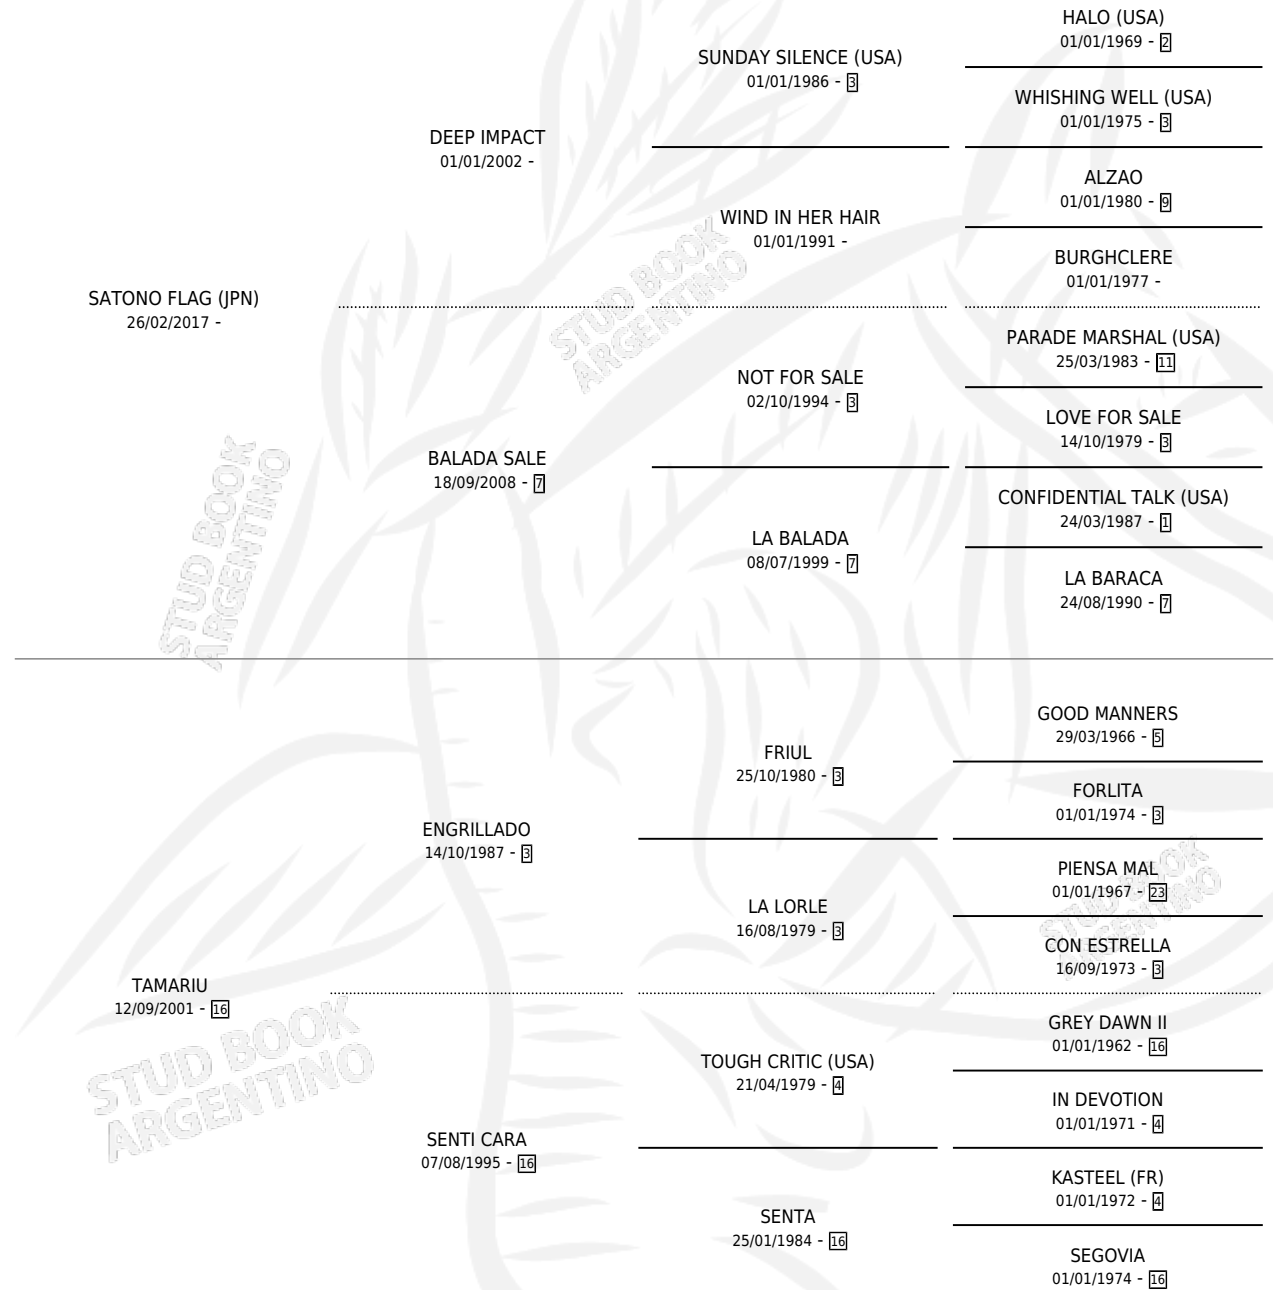 HALO (USA)
01/01/1969 - 2
SUNDAY SILENCE (USA)
01/01/1986 - 3
WHISHING WELL (USA)
01/01/1975 - 3
DEEP IMPACT
01/01/2002 -
ALZAO
01/01/1980 - 9
WIND IN HER HAIR
01/01/1991 -
BURGHCLERE
01/01/1977 -
SATONO FLAG (JPN)
26/02/2017 -
STUD BOOK
ARGENTINO
PARADE MARSHAL (USA)
25/03/1983 - 11
NOT FOR SALE
02/10/1994 - 3
LOVE FOR SALE
14/10/1979 - 3
BALADA SALE
18/09/2008 - 7
CONFIDENTIAL TALK (USA)
24/03/1987 - 1
LA BALADA
08/07/1999 - 7
LA BARACA
24/08/1990 - 7
STUD BOOK
ARGENTINO
GOOD MANNERS
29/03/1966 - 5
FRIUL
25/10/1980 - 3
FORLITA
01/01/1974 - 3
ENGRILLADO
14/10/1987 - 3
PIENSA MAL
01/01/1967 - 23
LA LORLE
16/08/1979 - 3
STUD BOOK
ARGENTINO
CON ESTRELLA
16/09/1973 - 3
TAMARIU
12/09/2001 - 16
GREY DAWN II
01/01/1962 - 16
TOUGH CRITIC (USA)
21/04/1979 - 4
IN DEVOTION
01/01/1971 - 4
STUD BOOK
ARGENTINO
SENTI CARA
07/08/1995 - 16
KASTEEL (FR)
01/01/1972 - 4
SENTA
25/01/1984 - 16
SEGOVIA
01/01/1974 - 16